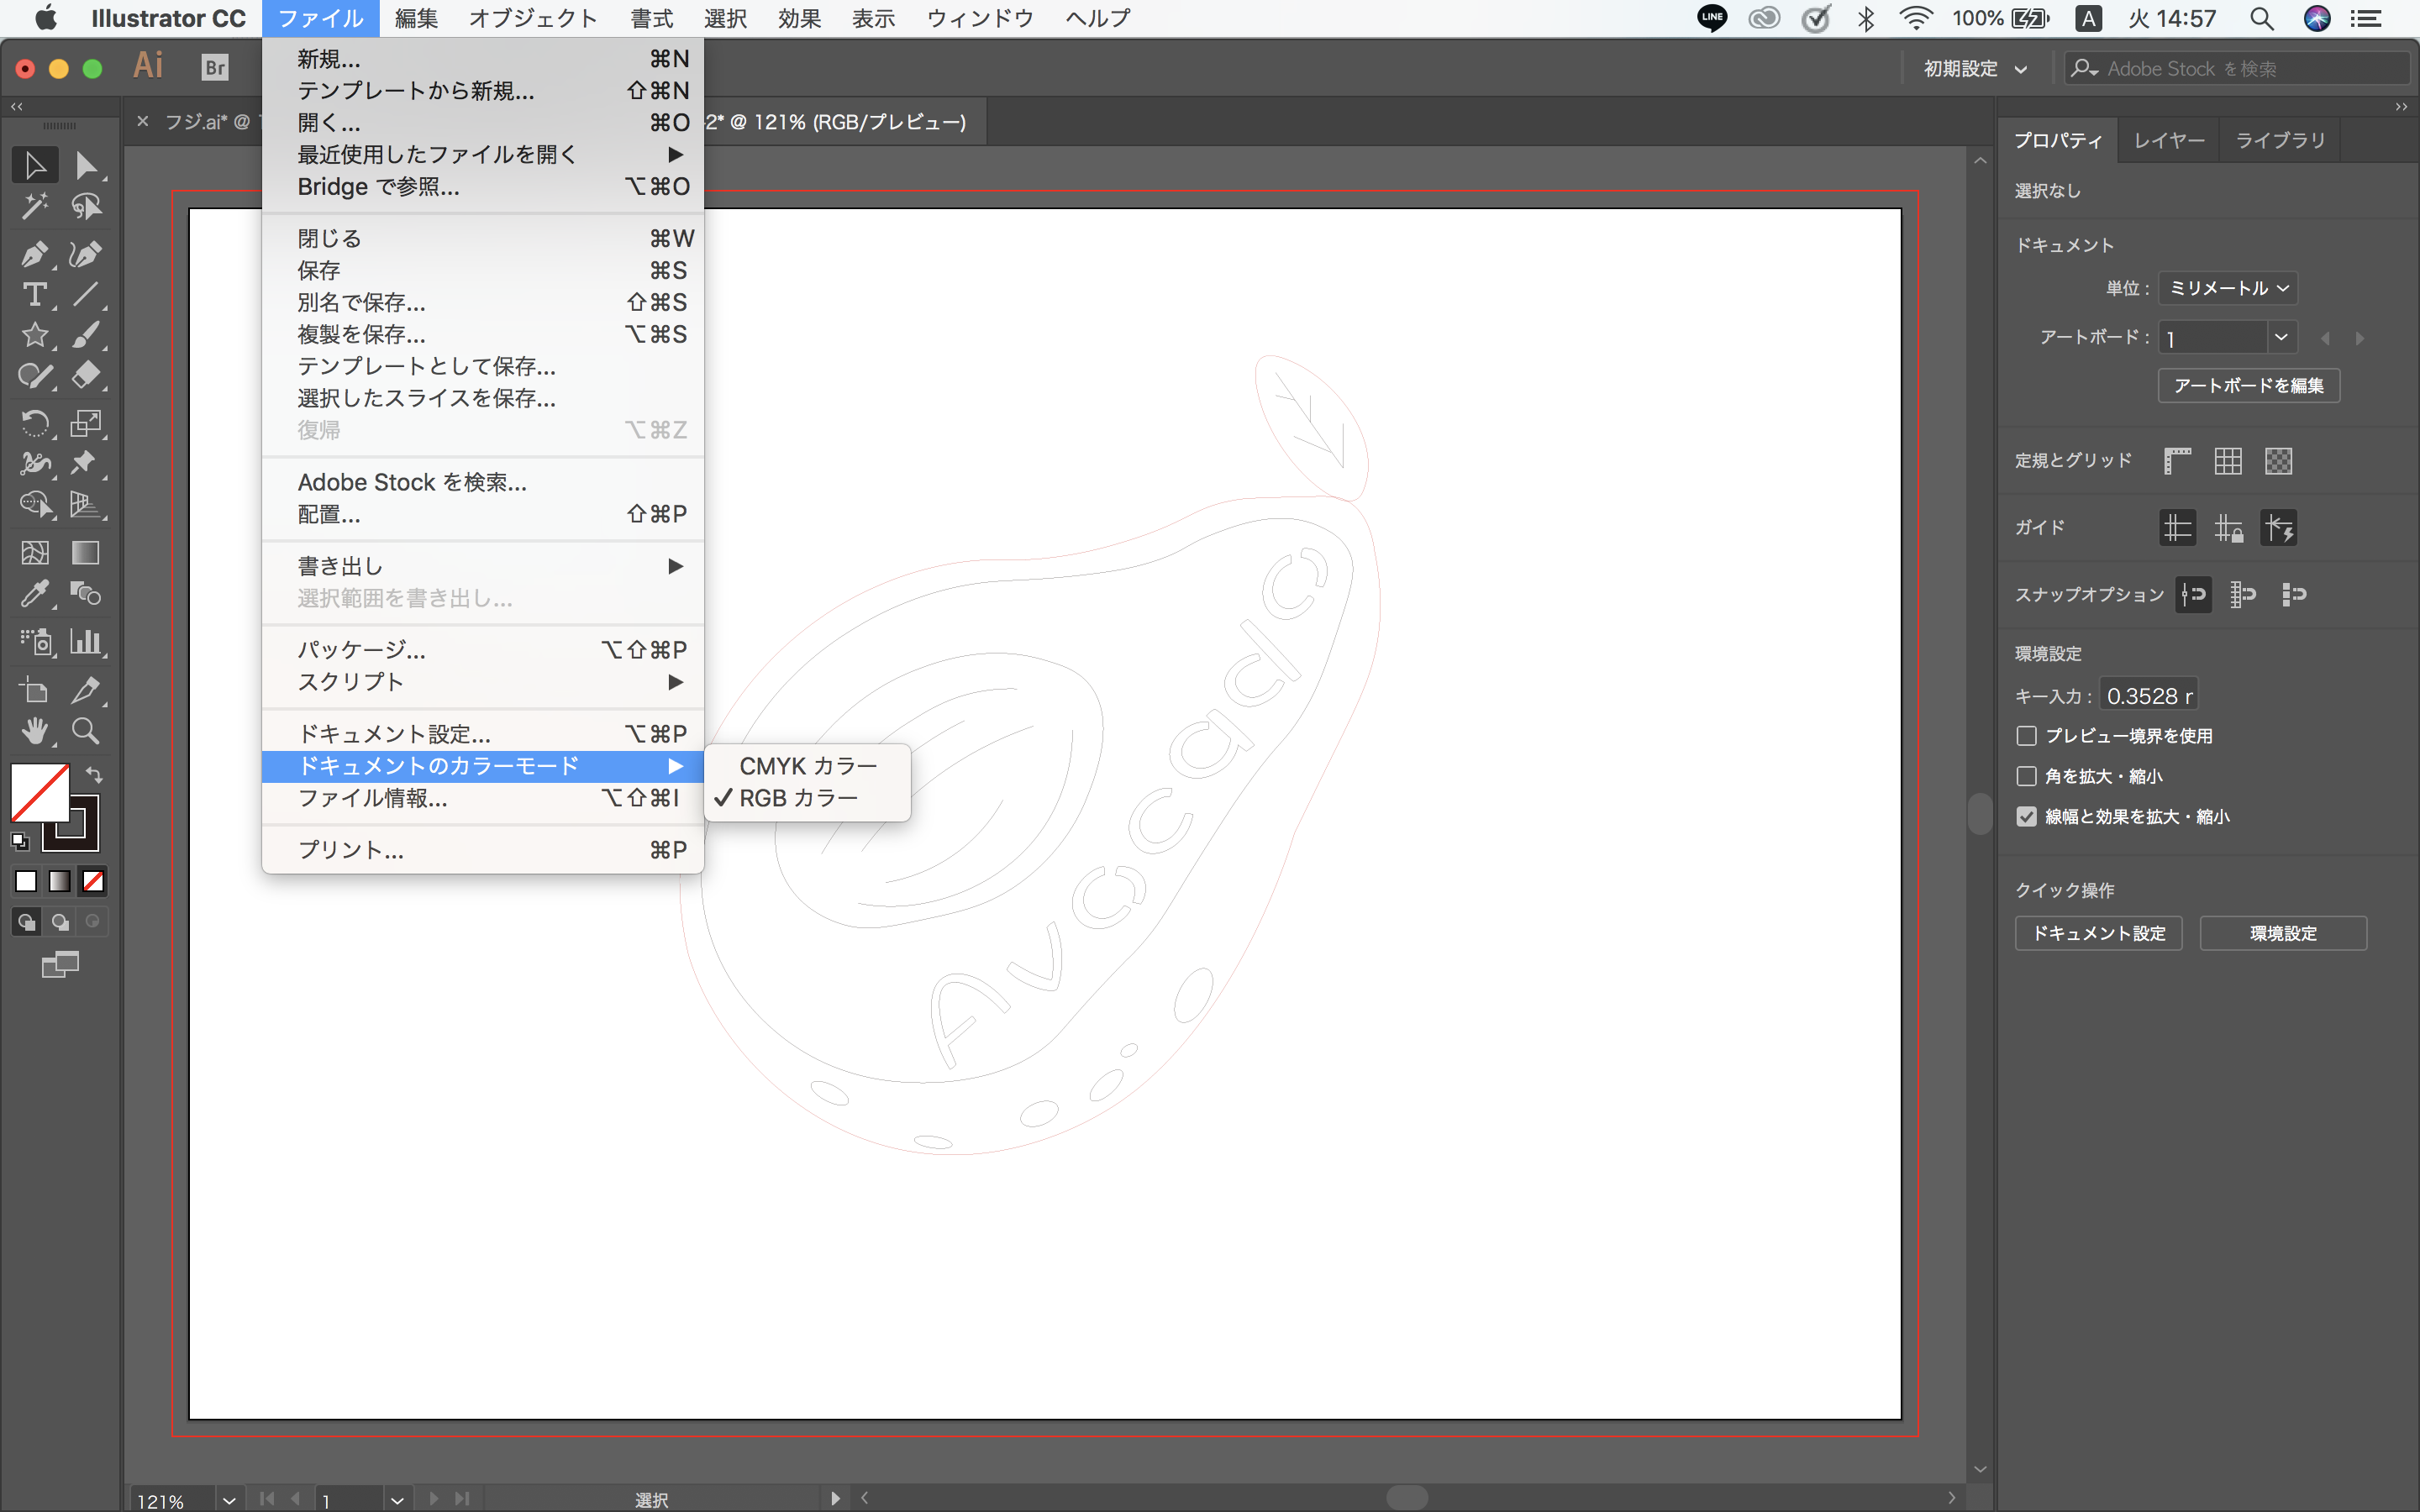 Illustrator CC ファイル 編集 オブジェクト 書式 選択 効果 表示 ウィンドウ ヘルプ
LINE 100% A 火 14:57
Ai Br 初期設定 Adobe Stock を検索
× フジ.ai* @ 2* @ 121% (RGB/プレビュー)
新規... ⌘N
テンプレートから新規... ⇧⌘N
開く... ⌘O
最近使用したファイルを開く ▶
Bridge で参照... ⌥⌘O
閉じる ⌘W
保存 ⌘S
別名で保存... ⇧⌘S
複製を保存... ⌥⌘S
テンプレートとして保存...
選択したスライスを保存...
復帰 ⌥⌘Z
Adobe Stock を検索...
配置... ⇧⌘P
書き出し ▶
選択範囲を書き出し...
パッケージ... ⌥⇧⌘P
スクリプト ▶
ドキュメント設定... ⌥⌘P
ドキュメントのカラーモード ▶
CMYK カラー
✓ RGB カラー
ファイル情報... ⌥⇧⌘I
プリント... ⌘P
Avccado
プロパティ レイヤー ライブラリ
選択なし
ドキュメント
単位 : ミリメートル
アートボード : 1
アートボードを編集
定規とグリッド
ガイド
スナップオプション
環境設定
キー入力 : 0.3528 r
プレビュー境界を使用
角を拡大・縮小
線幅と効果を拡大・縮小
クイック操作
ドキュメント設定 環境設定
121% 1 選択